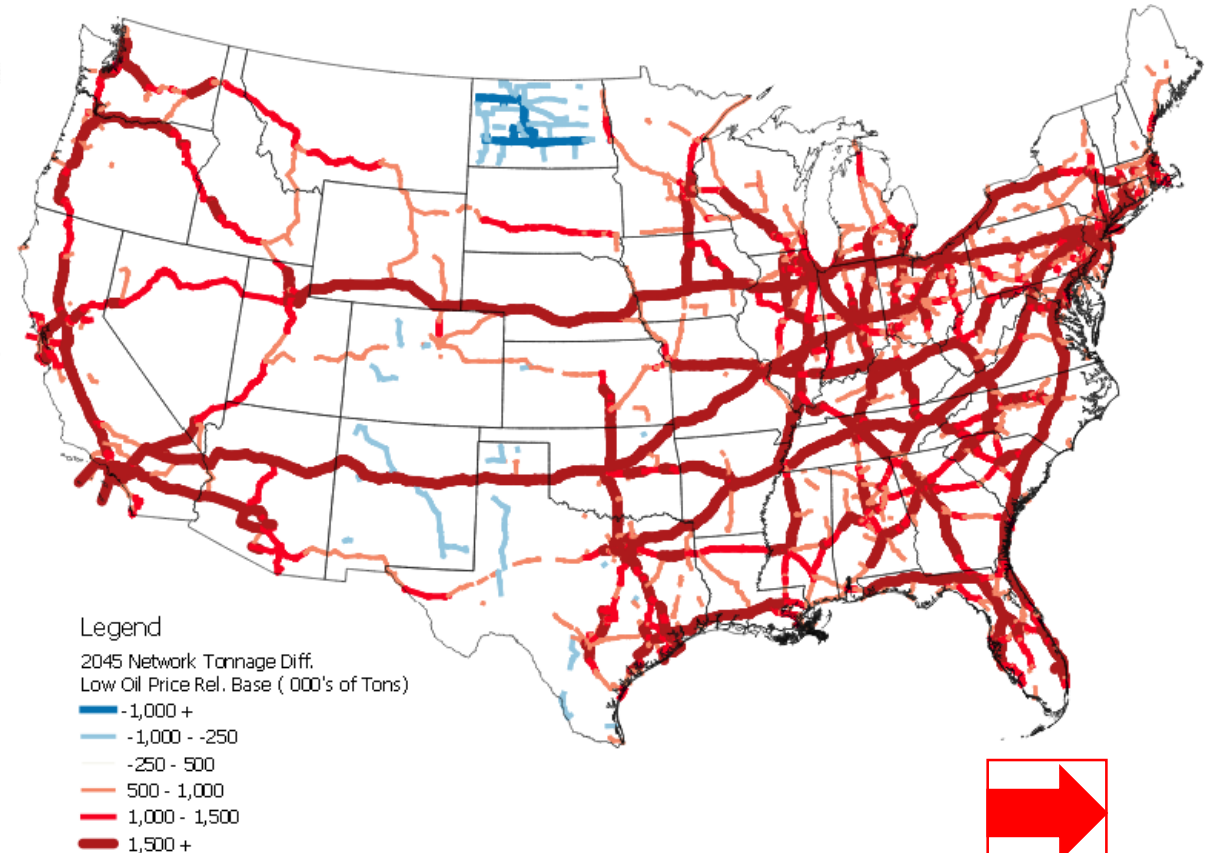 Legend
2045 Network Tonnage Diff.
Low Oil Price Rel. Base ( 000's of Tons)
-1,000 +
-1,000 - -250
-250 - 500
500 - 1,000
1,000 - 1,500
1,500 +